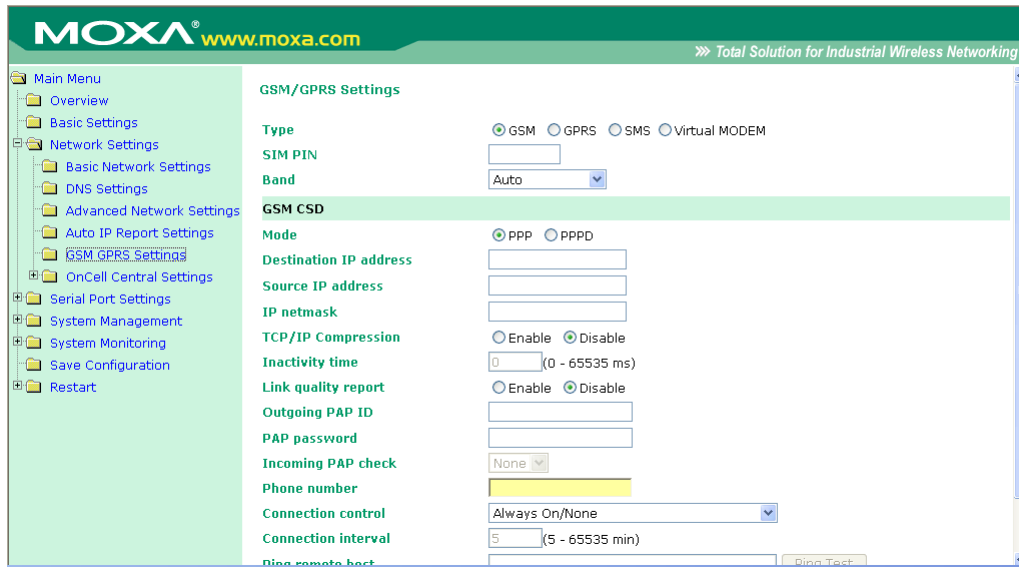 MOXA® www.moxa.com
Total Solution for Industrial Wireless Networking
Main Menu
Overview
Basic Settings
Network Settings
Basic Network Settings
DNS Settings
Advanced Network Settings
Auto IP Report Settings
GSM GPRS Settings
OnCell Central Settings
Serial Port Settings
System Management
System Monitoring
Save Configuration
Restart
GSM/GPRS Settings
Type GSM GPRS SMS Virtual MODEM
SIM PIN
Band Auto
GSM CSD
Mode PPP PPPD
Destination IP address
Source IP address
IP netmask
TCP/IP Compression Enable Disable
Inactivity time 0 (0 - 65535 ms)
Link quality report Enable Disable
Outgoing PAP ID
PAP password
Incoming PAP check None
Phone number
Connection control Always On/None
Connection interval 5 (5 - 65535 min)
Ping remote host Ping Test